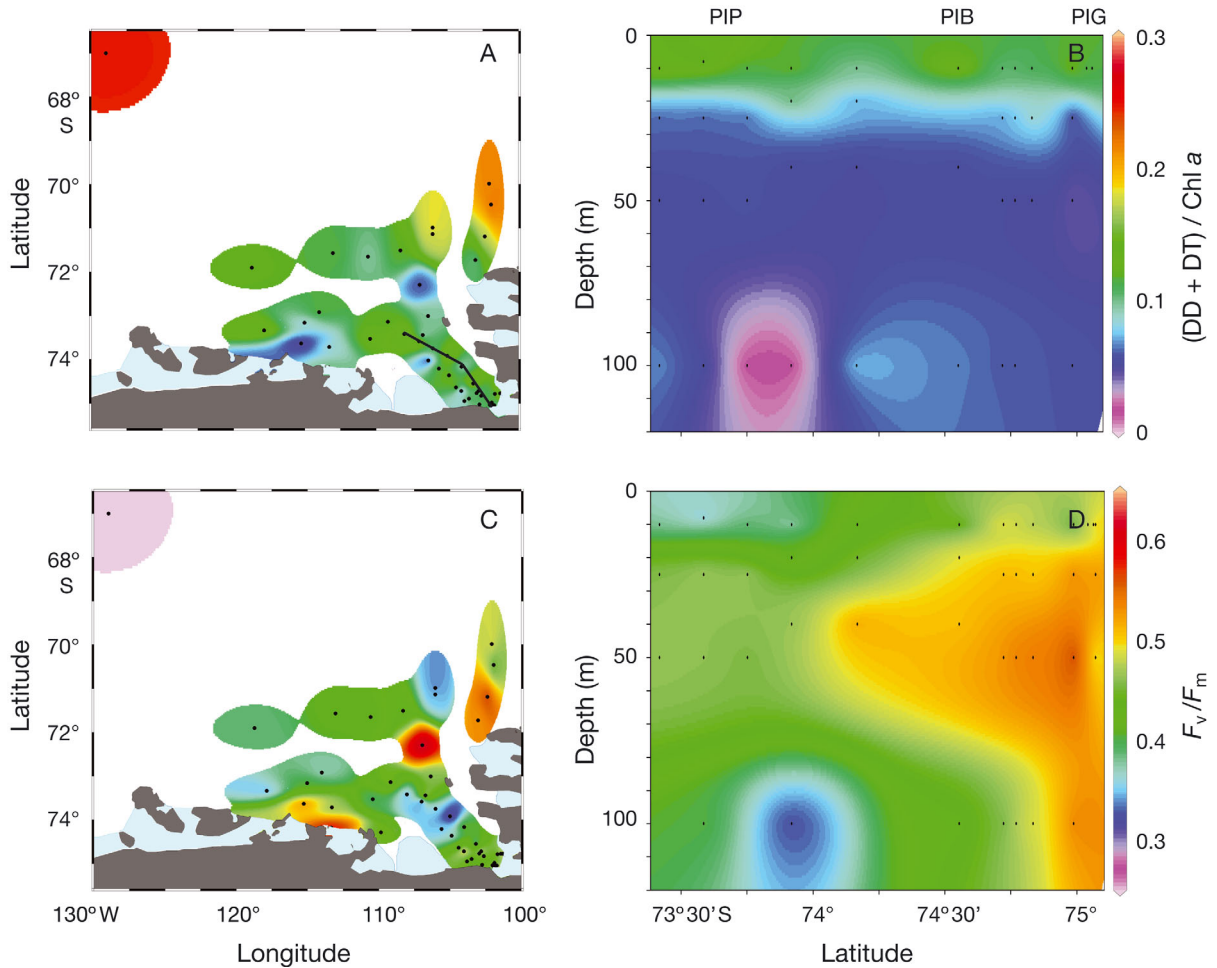 PIP PIB PIG
A
B
68°
S
70°
72°
74°
Latitude
0
50
100
Depth (m)
0.3
0.2
0.1
0
(DD + DT) / Chl a
C
D
68°
S
70°
72°
74°
Latitude
130°W 120° 110° 100°
Longitude
0
50
100
Depth (m)
73°30'S 74° 74°30' 75°
Latitude
0.6
0.5
0.4
0.3
Fv/Fm